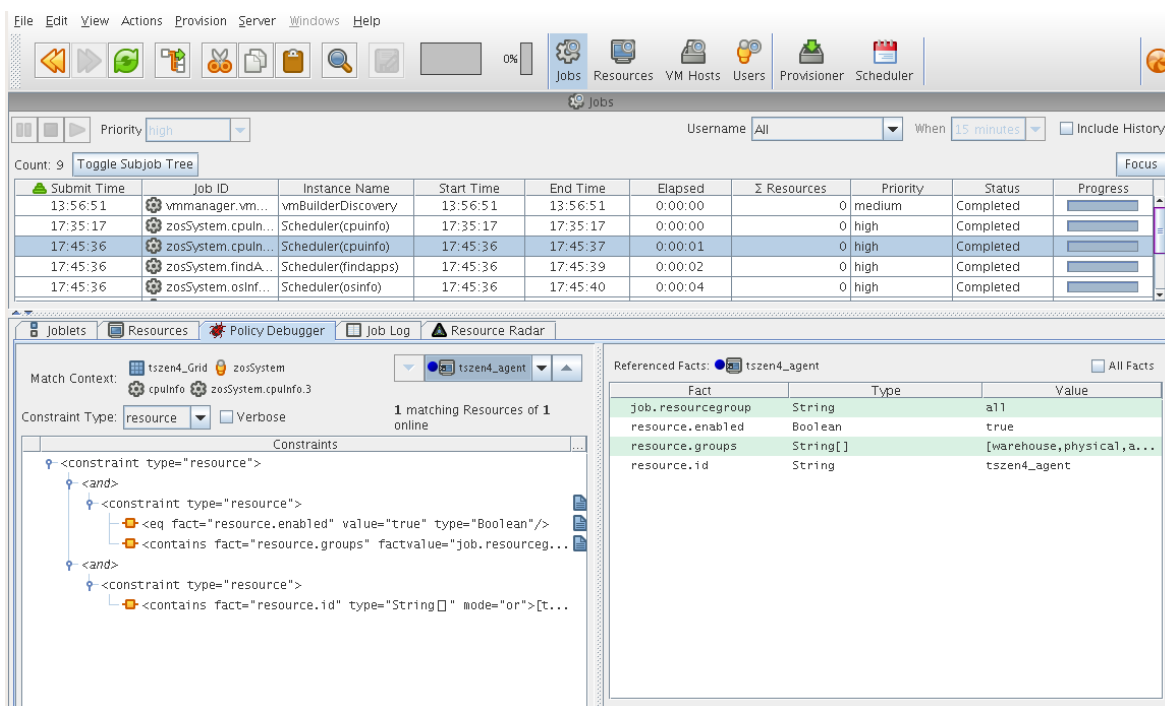 File Edit View Actions Provision Server Windows Help
0%
Jobs Resources VM Hosts Users Provisioner Scheduler
Jobs
Priority high Username All When 15 minutes Include History
Count: 9 Toggle Subjob Tree Focus
Submit Time Job ID Instance Name Start Time End Time Elapsed Σ Resources Priority Status Progress
13:56:51 vmmanager.vm... vmBuilderDiscovery 13:56:51 13:56:51 0:00:00 0 medium Completed
17:35:17 zosSystem.cpuIn... Scheduler(cpuinfo) 17:35:17 17:35:17 0:00:00 0 high Completed
17:45:36 zosSystem.cpuIn... Scheduler(cpuinfo) 17:45:36 17:45:37 0:00:01 0 high Completed
17:45:36 zosSystem.findA... Scheduler(findapps) 17:45:36 17:45:39 0:00:02 0 high Completed
17:45:36 zosSystem.osInf... Scheduler(osinfo) 17:45:36 17:45:40 0:00:04 0 high Completed
Joblets Resources Policy Debugger Job Log Resource Radar
Match Context: tszen4_Grid zosSystem tszen4_agent
cpuInfo zosSystem.cpuInfo.3
Constraint Type: resource Verbose 1 matching Resources of 1
online
Constraints ...
<constraint type="resource">
<and>
<constraint type="resource">
<eq fact="resource.enabled" value="true" type="Boolean"/>
<contains fact="resource.groups" factvalue="job.resourceg...
<and>
<constraint type="resource">
<contains fact="resource.id" type="String[]" mode="or">[t...
Referenced Facts: tszen4_agent All Facts
Fact Type Value
job.resourcegroup String all
resource.enabled Boolean true
resource.groups String[] [warehouse,physical,a...
resource.id String tszen4_agent